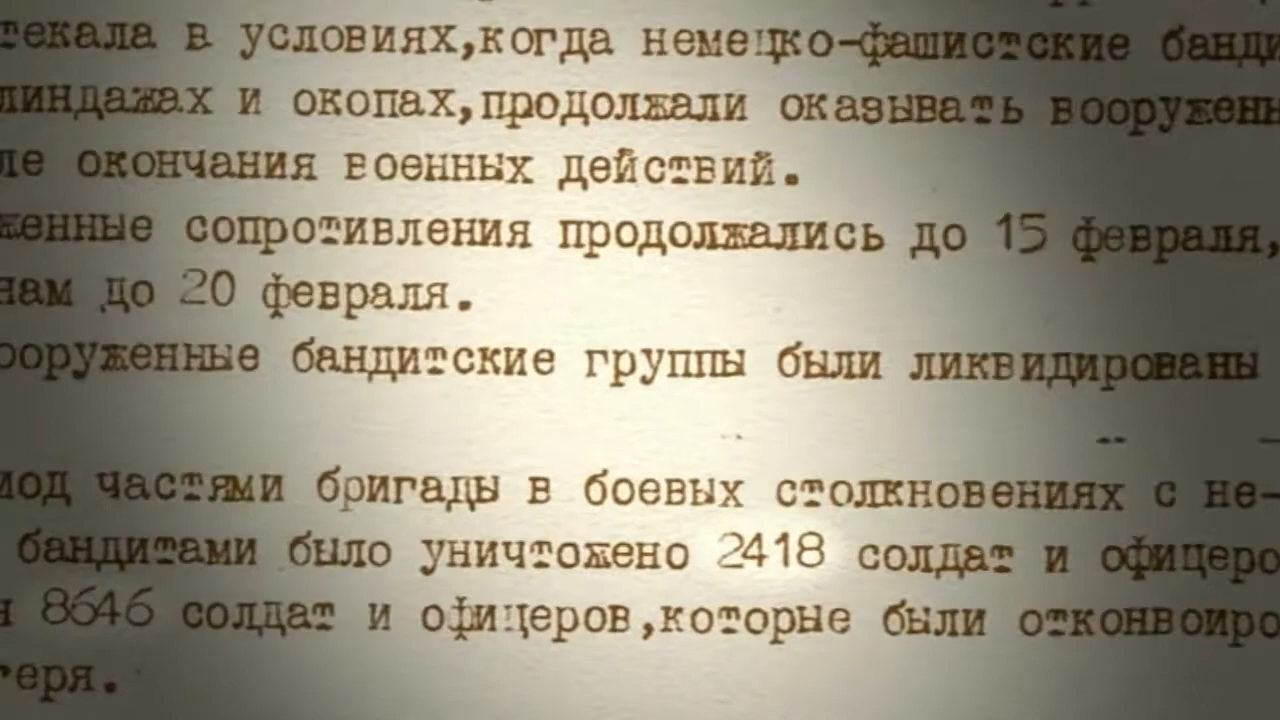 текала в условиях,когда немецко-фашистские банди
линдажах и окопах,продолжали оказывать вооружен
ле окончания военных действий.
женные сопротивления продолжались до 15 февраля,
нам до 20 февраля.
ооруженные бандитские группы были ликвидированы
иод частями бригады в боевых столкновениях с не-
бандитами было уничтожено 2418 солдат и офицеро
8646 солдат и офицеров,которые были отконвоиро
геря.